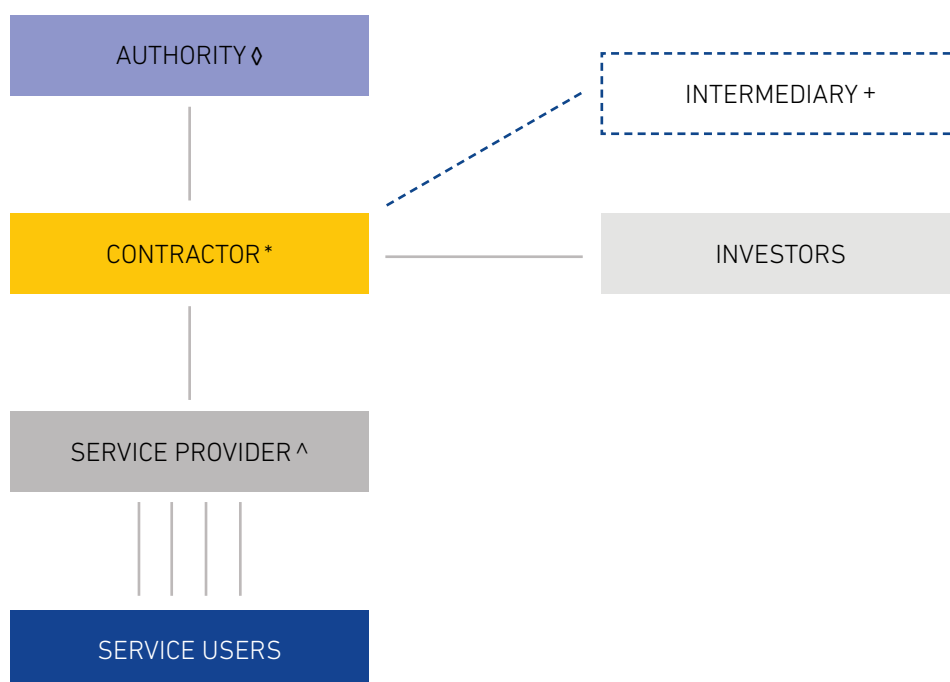 AUTHORITY ◊
INTERMEDIARY +
CONTRACTOR *
INVESTORS
SERVICE PROVIDER ^
SERVICE USERS